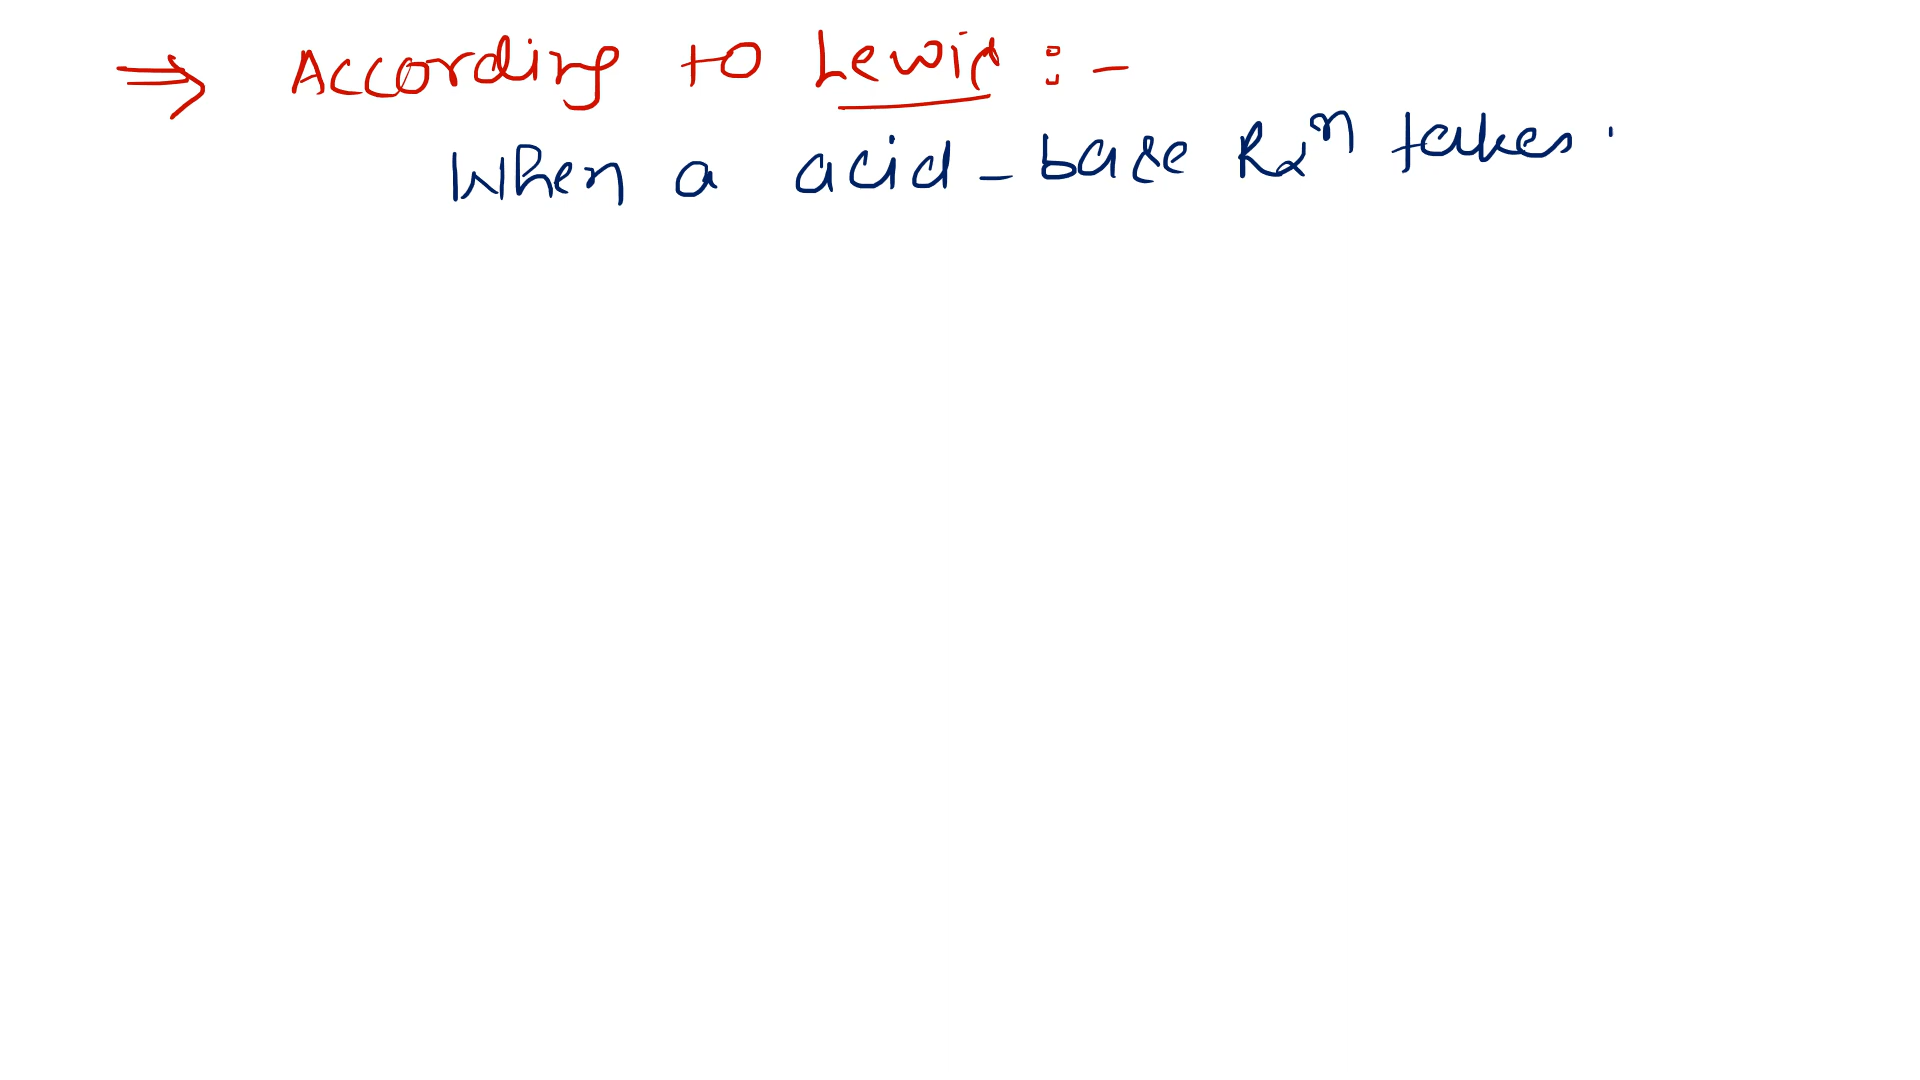 ⇒ According to Lewis :-
When a acid - base Rxⁿ takes